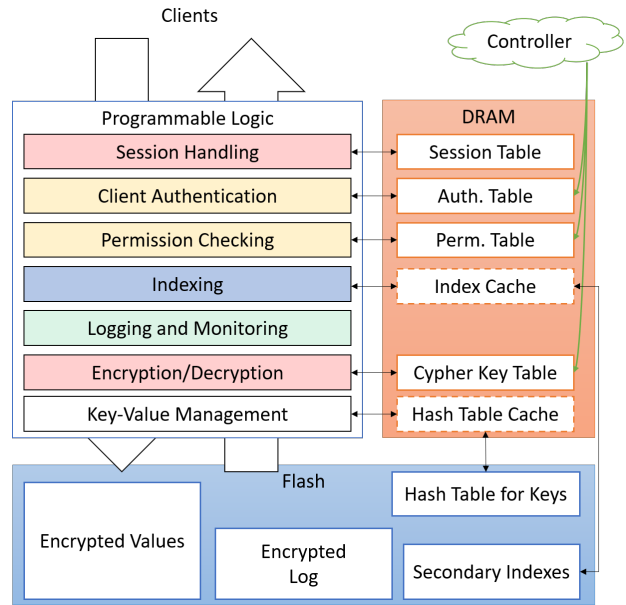 Clients
Controller
Programmable Logic
DRAM
Session Handling
Session Table
Client Authentication
Auth. Table
Permission Checking
Perm. Table
Indexing
Index Cache
Logging and Monitoring
Encryption/Decryption
Cypher Key Table
Key-Value Management
Hash Table Cache
Flash
Hash Table for Keys
Encrypted Values
Encrypted
Log
Secondary Indexes